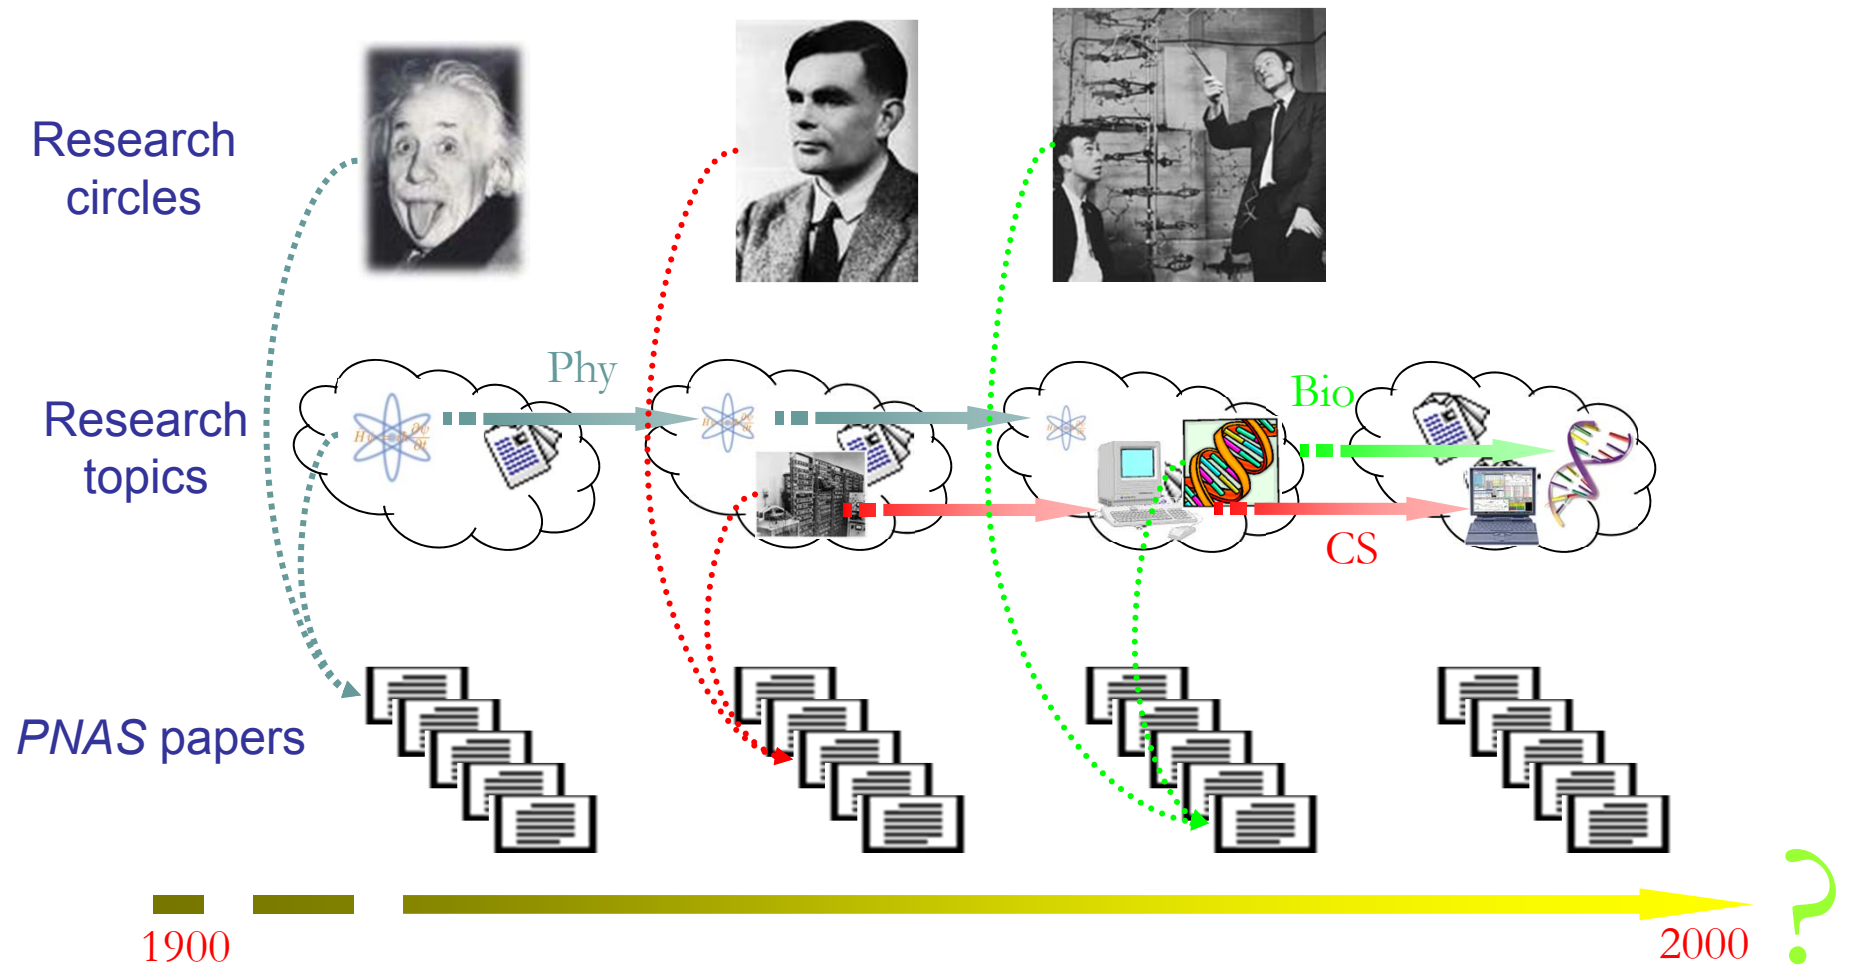 Research
circles
Phy
Bio
Research
topics
CS
PNAS papers
1900
2000
?